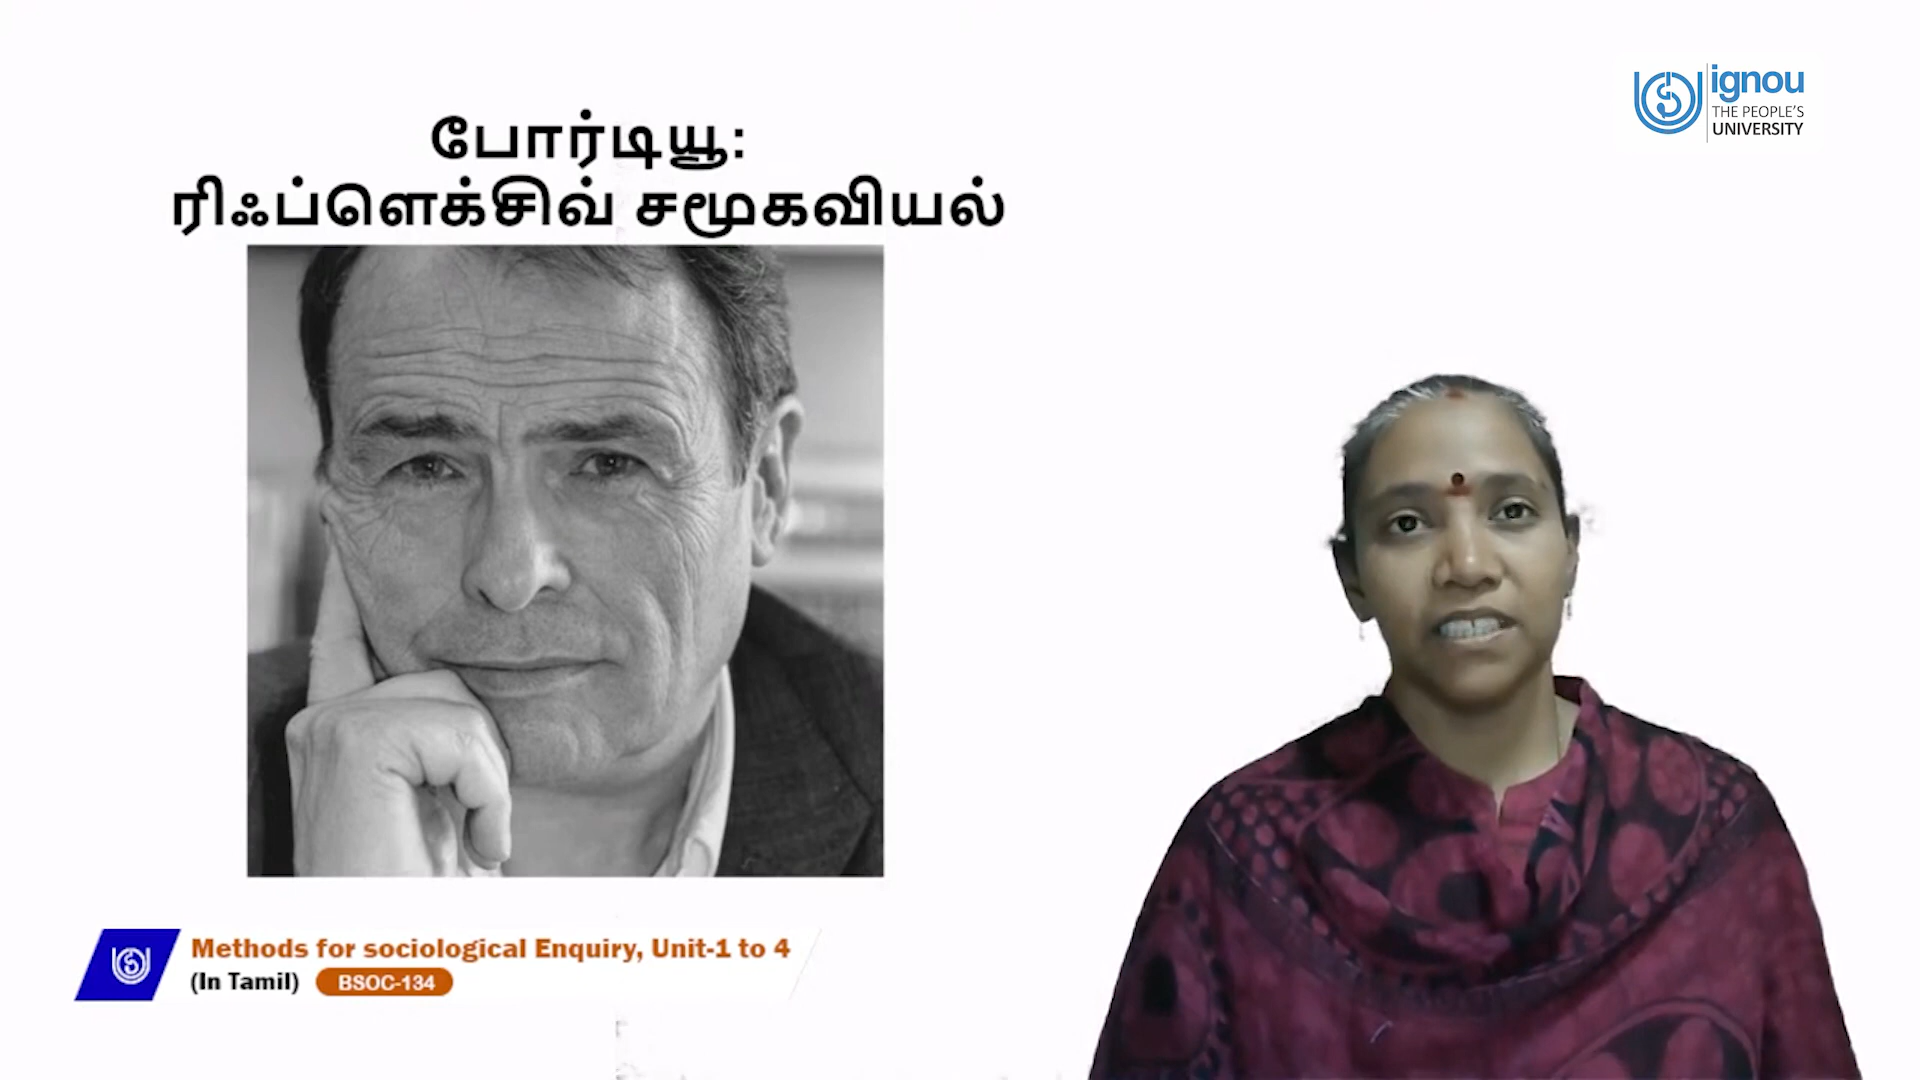 போர்டியூ:
ரிஃப்ளெக்சிவ் சமூகவியல்
ignou
THE PEOPLE'S
UNIVERSITY
Methods for sociological Enquiry, Unit-1 to 4
(In Tamil) BSOC-134